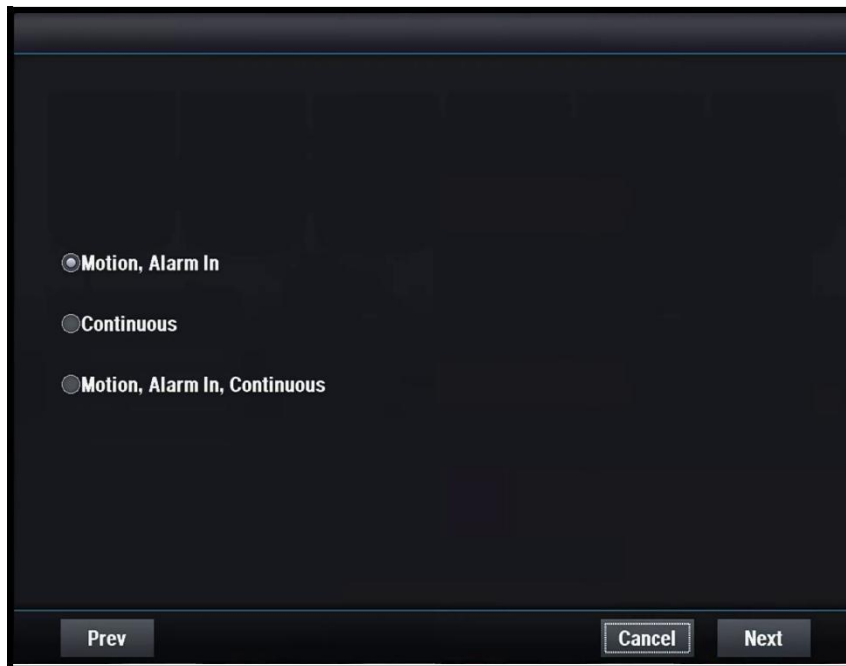 Motion, Alarm In
Continuous
Motion, Alarm In, Continuous
Prev Cancel Next